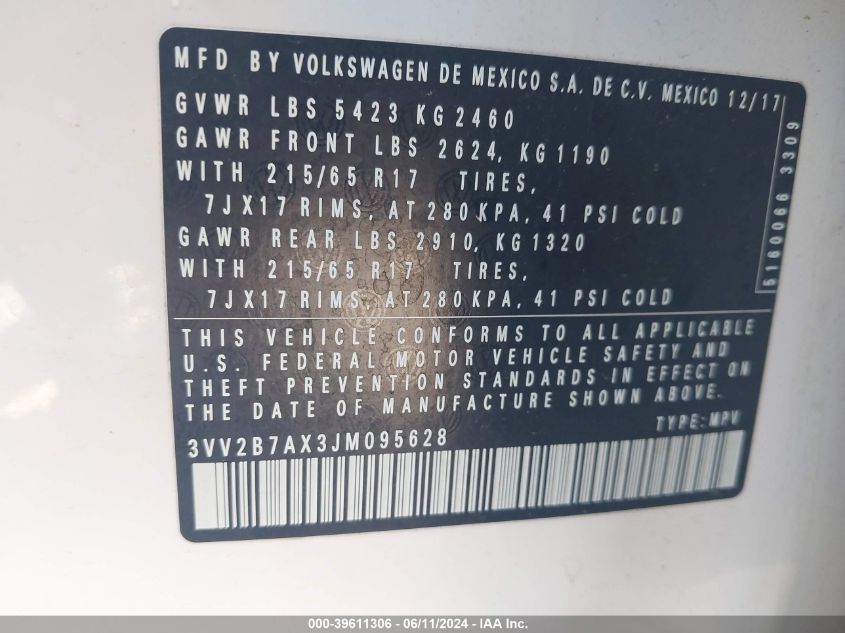 MFD BY VOLKSWAGEN DE MEXICO S.A. DE C.V. MEXICO 12/17
GVWR LBS 5423 KG 2460
GAWR FRONT LBS 2624, KG 1190
WITH 215/65 R17 TIRES,
7JX17 RIMS, AT 280 KPA, 41 PSI COLD
GAWR REAR LBS 2910, KG 1320
WITH 215/65 R17 TIRES,
7JX17 RIMS, AT 280 KPA, 41 PSI COLD
5160066 3309
THIS VEHICLE CONFORMS TO ALL APPLICABLE
U.S. FEDERAL MOTOR VEHICLE SAFETY AND
THEFT PREVENTION STANDARDS IN EFFECT ON
THE DATE OF MANUFACTURE SHOWN ABOVE.
3VV2B7AX3JM095628
TYPE: MPV
000-39611306 - 06/11/2024 - IAA Inc.